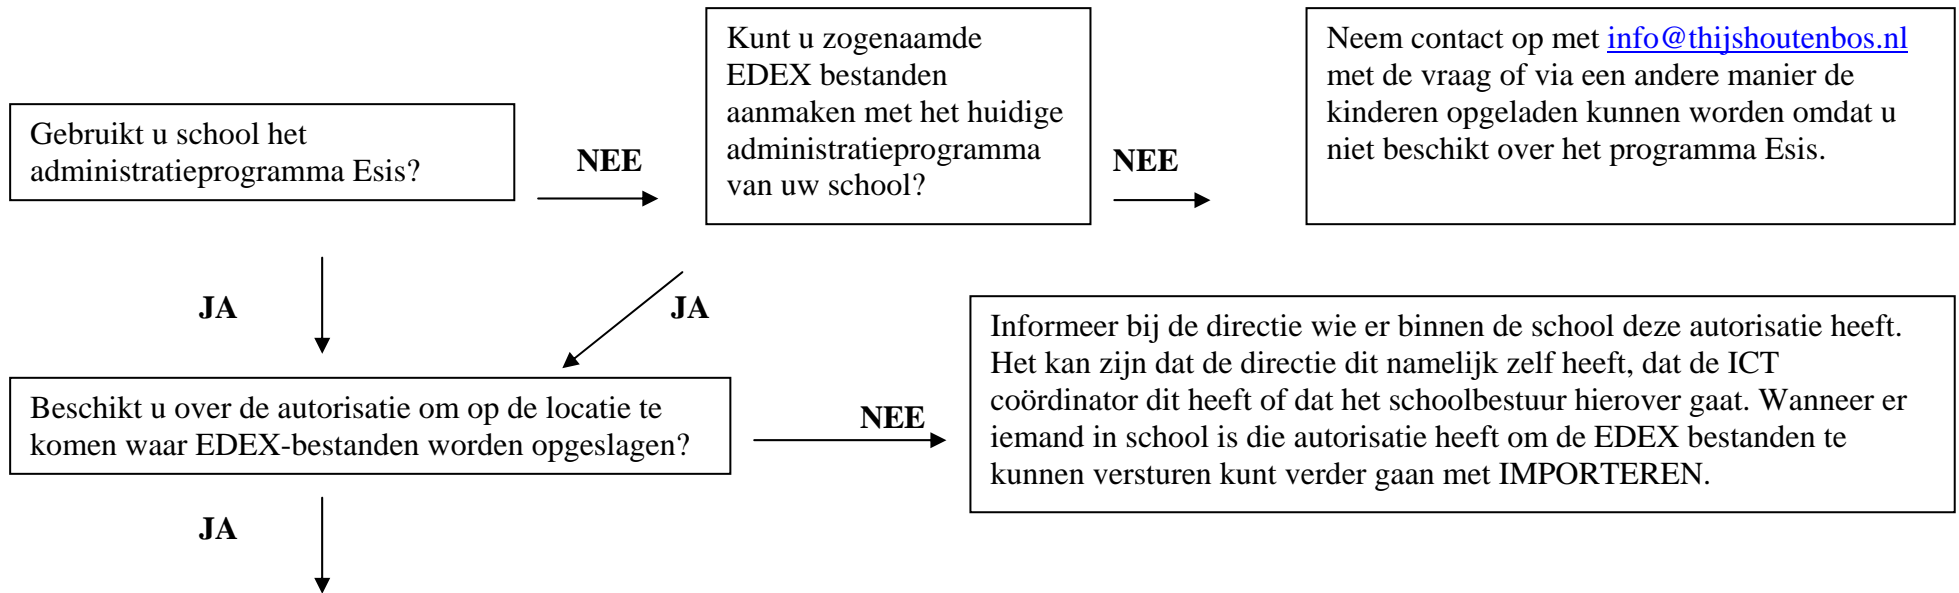 Gebruikt u school het
administratieprogramma Esis?
NEE
Kunt u zogenaamde
EDEX bestanden
aanmaken met het huidige
administratieprogramma
van uw school?
NEE
Neem contact op met info@thijshoutenbos.nl
met de vraag of via een andere manier de
kinderen opgeladen kunnen worden omdat u
niet beschikt over het programma Esis.
JA
JA
Beschikt u over de autorisatie om op de locatie te
komen waar EDEX-bestanden worden opgeslagen?
NEE
Informeer bij de directie wie er binnen de school deze autorisatie heeft.
Het kan zijn dat de directie dit namelijk zelf heeft, dat de ICT
coördinator dit heeft of dat het schoolbestuur hierover gaat. Wanneer er
iemand in school is die autorisatie heeft om de EDEX bestanden te
kunnen versturen kunt verder gaan met IMPORTEREN.
JA